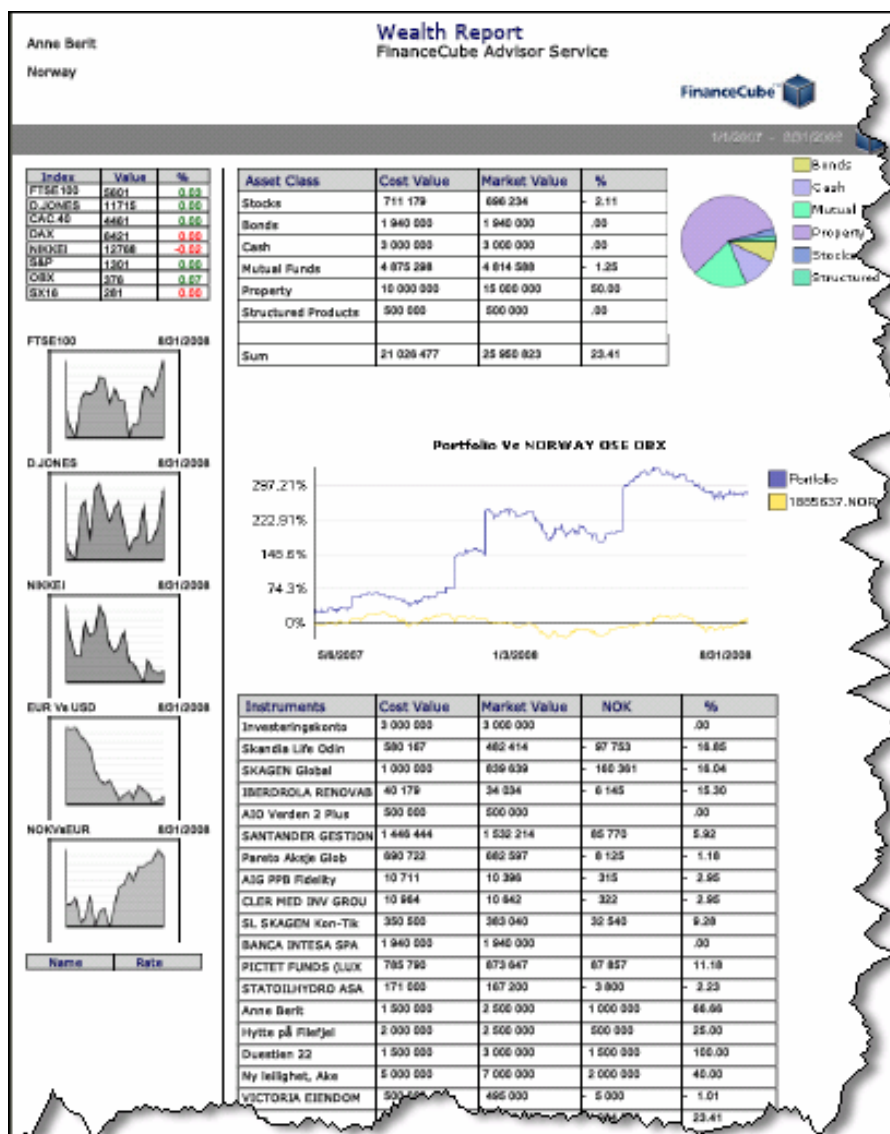 Anne Berit
Norway
Wealth Report
FinanceCube Advisor Service
FinanceCube
1/1/2007 - 8/31/2008
Index Value %
FTSE100 5601 0.03
D.JONES 11715 0.00
CAC.40 4461 0.00
DAX 6421 0.00
NIKKEI 12768 -0.02
S&P 1301 0.00
OBX 376 0.07
SX16 281 0.00
Asset Class Cost Value Market Value %
Stocks 711 179 696 234 - 2.11
Bonds 1 940 000 1 940 000 .00
Cash 3 000 000 3 000 000 .00
Mutual Funds 4 875 298 4 814 588 - 1.25
Property 10 000 000 15 000 000 50.00
Structured Products 500 000 500 000 .00
Sum 21 026 477 25 950 823 23.41
Bonds
Cash
Mutual
Property
Stocks
Structured
FTSE100 8/31/2008
D.JONES 8/31/2008
NIKKEI 8/31/2008
EUR Vs USD 8/31/2008
NOKVsEUR 8/31/2008
Name Rate
Portfolio Vs NORWAY OSE OBX
297.21%
222.91%
148.6%
74.3%
0%
5/8/2007 1/3/2008 8/31/2008
Portfolio
1885637.NOR
Instruments Cost Value Market Value NOK %
Investeringskonto 3 000 000 3 000 000 .00
Skandia Life Odin 580 167 482 414 - 97 753 - 16.85
SKAGEN Global 1 000 000 839 639 - 160 361 - 16.04
IBERDROLA RENOVAB 40 179 34 034 - 6 145 - 15.30
AIO Verden 2 Plus 500 000 500 000 .00
SANTANDER GESTION 1 446 444 1 532 214 85 770 5.92
Pareto Aksje Glob 690 722 682 597 - 8 125 - 1.18
AIG PPB Fidelity 10 711 10 396 - 315 - 2.95
CLER MED INV GROU 10 964 10 642 - 322 - 2.95
SL SKAGEN Kon-Tik 350 500 383 040 32 540 9.28
BANCA INTESA SPA 1 940 000 1 940 000 .00
PICTET FUNDS (LUX 785 790 873 647 87 857 11.18
STATOILHYDRO ASA 171 000 167 200 - 3 800 - 2.23
Anne Berit 1 500 000 2 500 000 1 000 000 66.66
Hytte på Filefjel 2 000 000 2 500 000 500 000 25.00
Duestien 22 1 500 000 3 000 000 1 500 000 100.00
Ny leilighet, Ake 5 000 000 7 000 000 2 000 000 40.00
VICTORIA EIENDOM 500 495 000 - 5 000 - 1.01
23.41